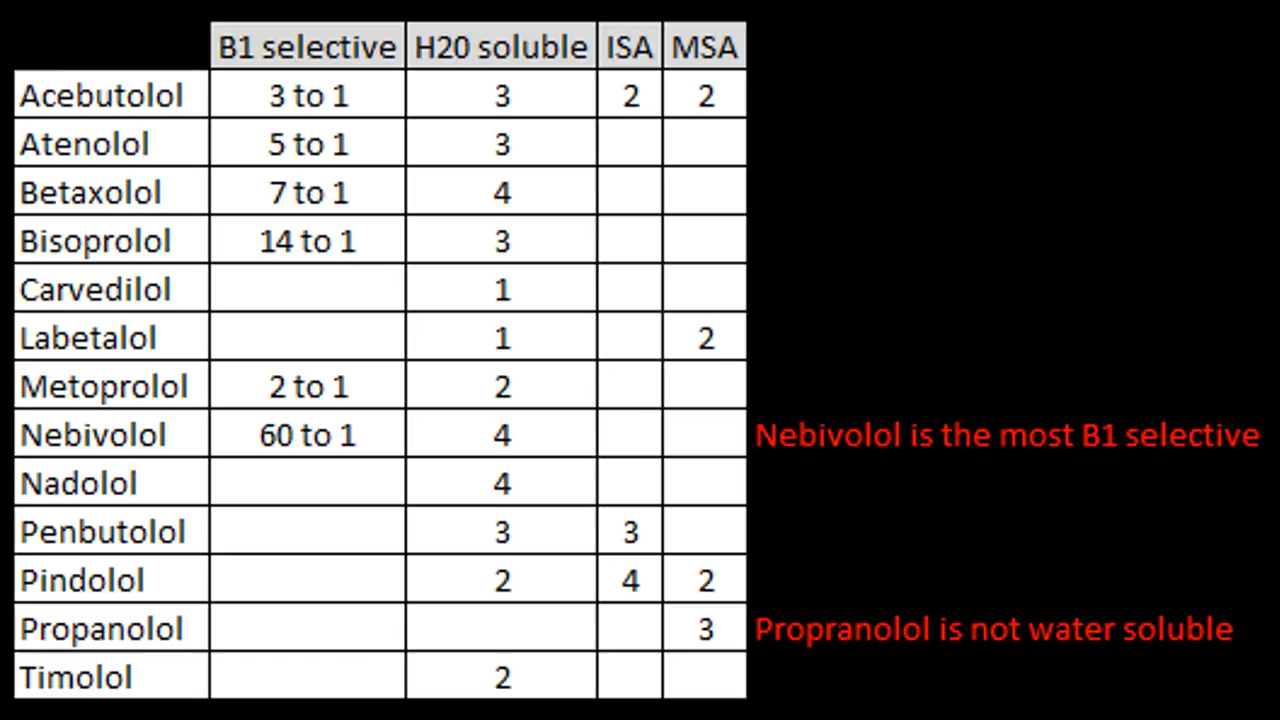 B1 selective H20 soluble ISA MSA
Acebutolol 3 to 1 3 2 2
Atenolol 5 to 1 3
Betaxolol 7 to 1 4
Bisoprolol 14 to 1 3
Carvedilol 1
Labetalol 1 2
Metoprolol 2 to 1 2
Nebivolol 60 to 1 4 Nebivolol is the most B1 selective
Nadolol 4
Penbutolol 3 3
Pindolol 2 4 2
Propanolol 3 Propranolol is not water soluble
Timolol 2